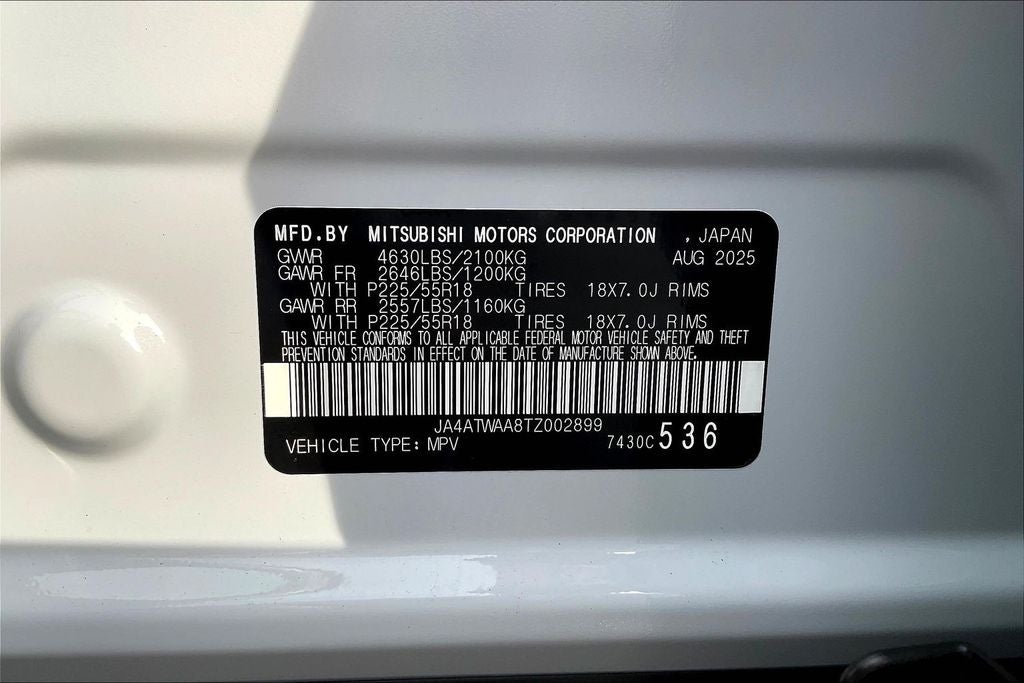 MFD.BY MITSUBISHI MOTORS CORPORATION , JAPAN
GVWR 4630LBS/2100KG AUG 2025
GAWR FR 2646LBS/1200KG
WITH P225/55R18 TIRES 18X7.0J RIMS
GAWR RR 2557LBS/1160KG
WITH P225/55R18 TIRES 18X7.0J RIMS
THIS VEHICLE CONFORMS TO ALL APPLICABLE FEDERAL MOTOR VEHICLE SAFETY AND THEFT
PREVENTION STANDARDS IN EFFECT ON THE DATE OF MANUFACTURE SHOWN ABOVE.
JA4ATWAA8TZ002899
VEHICLE TYPE: MPV 7430C 536